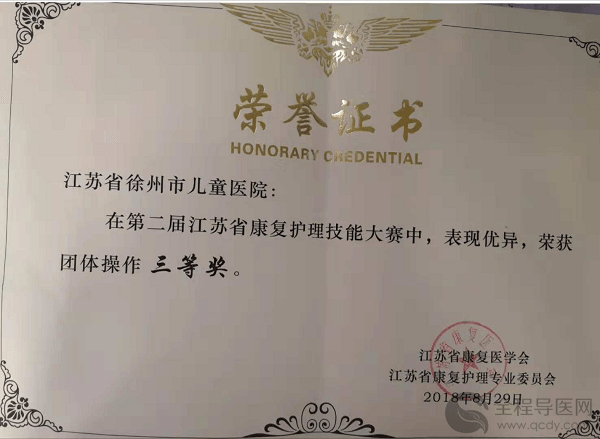 荣誉证书
HONORARY CREDENTIAL
江苏省徐州市儿童医院：
在第二届江苏省康复护理技能大赛中，表现优异，荣获
团体操作 三等奖。
江苏省康复医学会
江苏省康复护理专业委员会
2018年8月29日
全程导医网
www.qcdy.com